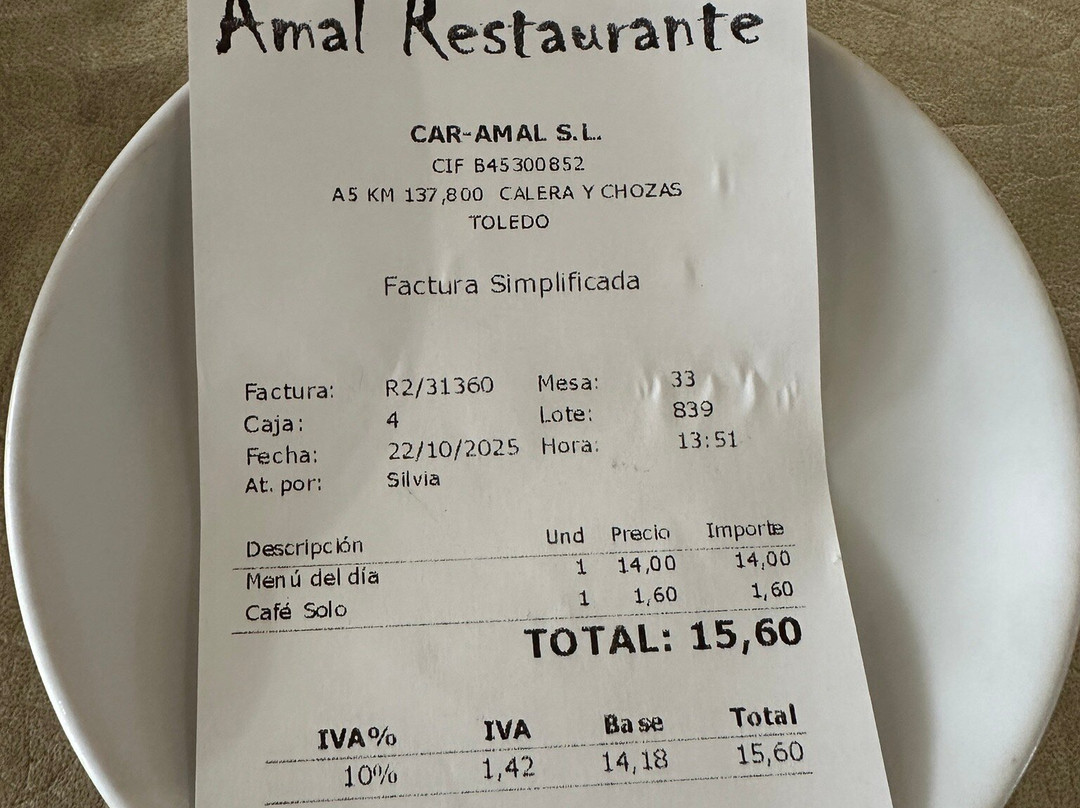 Amal Restaurante
CAR-AMAL S.L.
CIF B45300852
A5 KM 137,800 CALERA Y CHOZAS
TOLEDO
Factura Simplificada
Factura: R2/31360 Mesa: 33
Caja: 4 Lote: 839
Fecha: 22/10/2025 Hora: 13:51
At. por: Silvia
Descripción Und Precio Importe
Menú del día 1 14,00 14,00
Café Solo 1 1,60 1,60
TOTAL: 15,60
IVA% IVA Base Total
10% 1,42 14,18 15,60